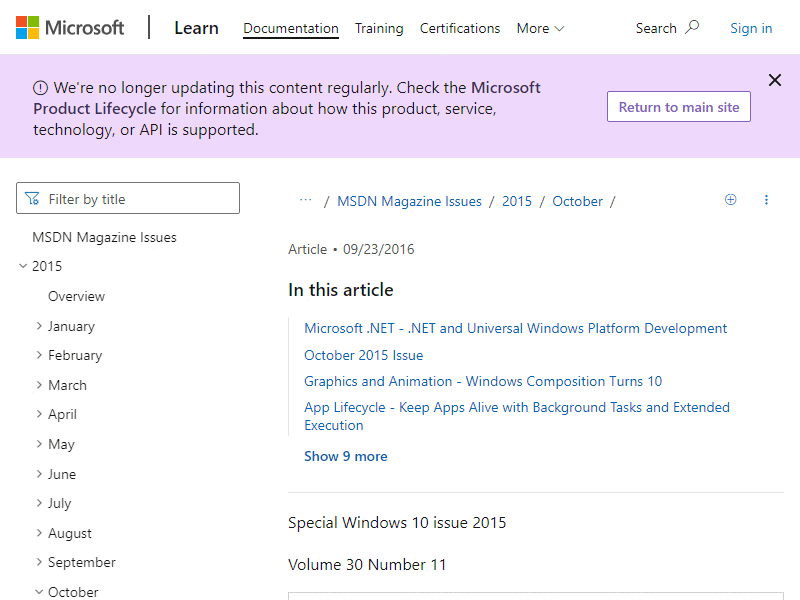 Microsoft Learn Documentation Training Certifications More Search Sign in
We're no longer updating this content regularly. Check the Microsoft
Product Lifecycle for information about how this product, service,
technology, or API is supported.
Return to main site
Filter by title
MSDN Magazine Issues
2015
Overview
January
February
March
April
May
June
July
August
September
October
... / MSDN Magazine Issues / 2015 / October /
Article • 09/23/2016
In this article
Microsoft .NET - .NET and Universal Windows Platform Development
October 2015 Issue
Graphics and Animation - Windows Composition Turns 10
App Lifecycle - Keep Apps Alive with Background Tasks and Extended
Execution
Show 9 more
Special Windows 10 issue 2015
Volume 30 Number 11